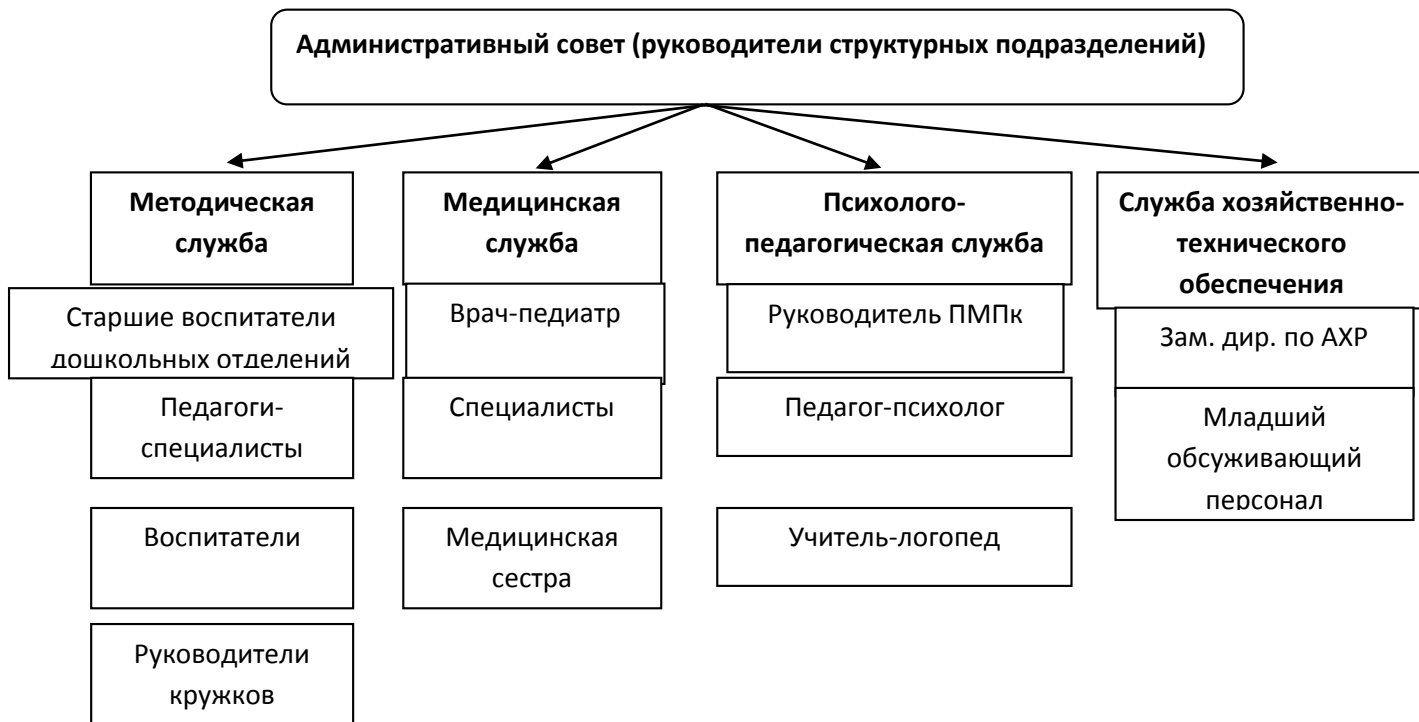 Административный совет (руководители структурных подразделений)
Методическая
служба
Старшие воспитатели
дошкольных отделений
Педагоги-
специалисты
Воспитатели
Руководители
кружков
Медицинская
служба
Врач-педиатр
Специалисты
Медицинская
сестра
Психолого-
педагогическая служба
Руководитель ПМПк
Педагог-психолог
Учитель-логопед
Служба хозяйственно-
технического
обеспечения
Зам. дир. по АХР
Младший
обсуживающий
персонал